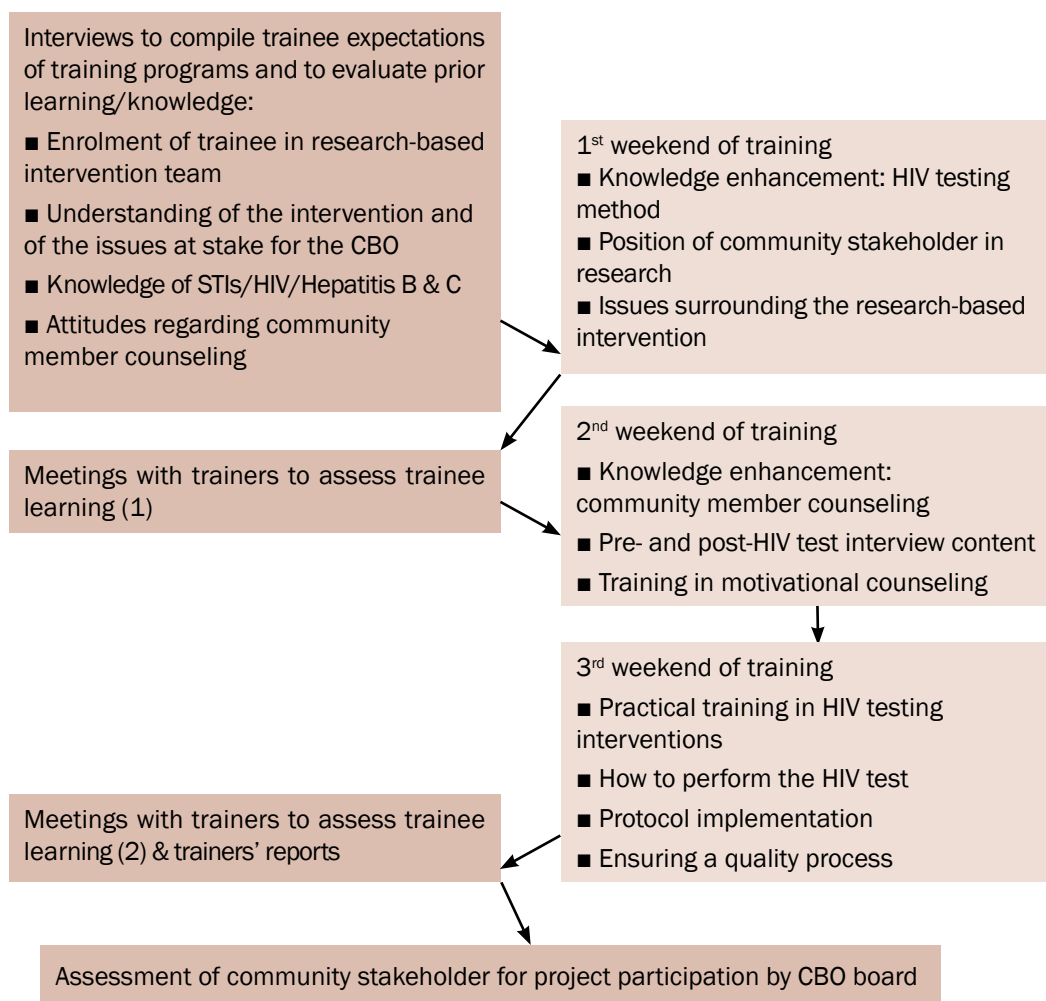 Interviews to compile trainee expectations
of training programs and to evaluate prior
learning/knowledge:
■ Enrolment of trainee in research-based
intervention team
■ Understanding of the intervention and
of the issues at stake for the CBO
■ Knowledge of STIs/HIV/Hepatitis B & C
■ Attitudes regarding community
member counseling
1st weekend of training
■ Knowledge enhancement: HIV testing
method
■ Position of community stakeholder in
research
■ Issues surrounding the research-based
intervention
Meetings with trainers to assess trainee
learning (1)
2nd weekend of training
■ Knowledge enhancement:
community member counseling
■ Pre- and post-HIV test interview content
■ Training in motivational counseling
3rd weekend of training
■ Practical training in HIV testing
interventions
■ How to perform the HIV test
■ Protocol implementation
■ Ensuring a quality process
Meetings with trainers to assess trainee
learning (2) & trainers’ reports
Assessment of community stakeholder for project participation by CBO board